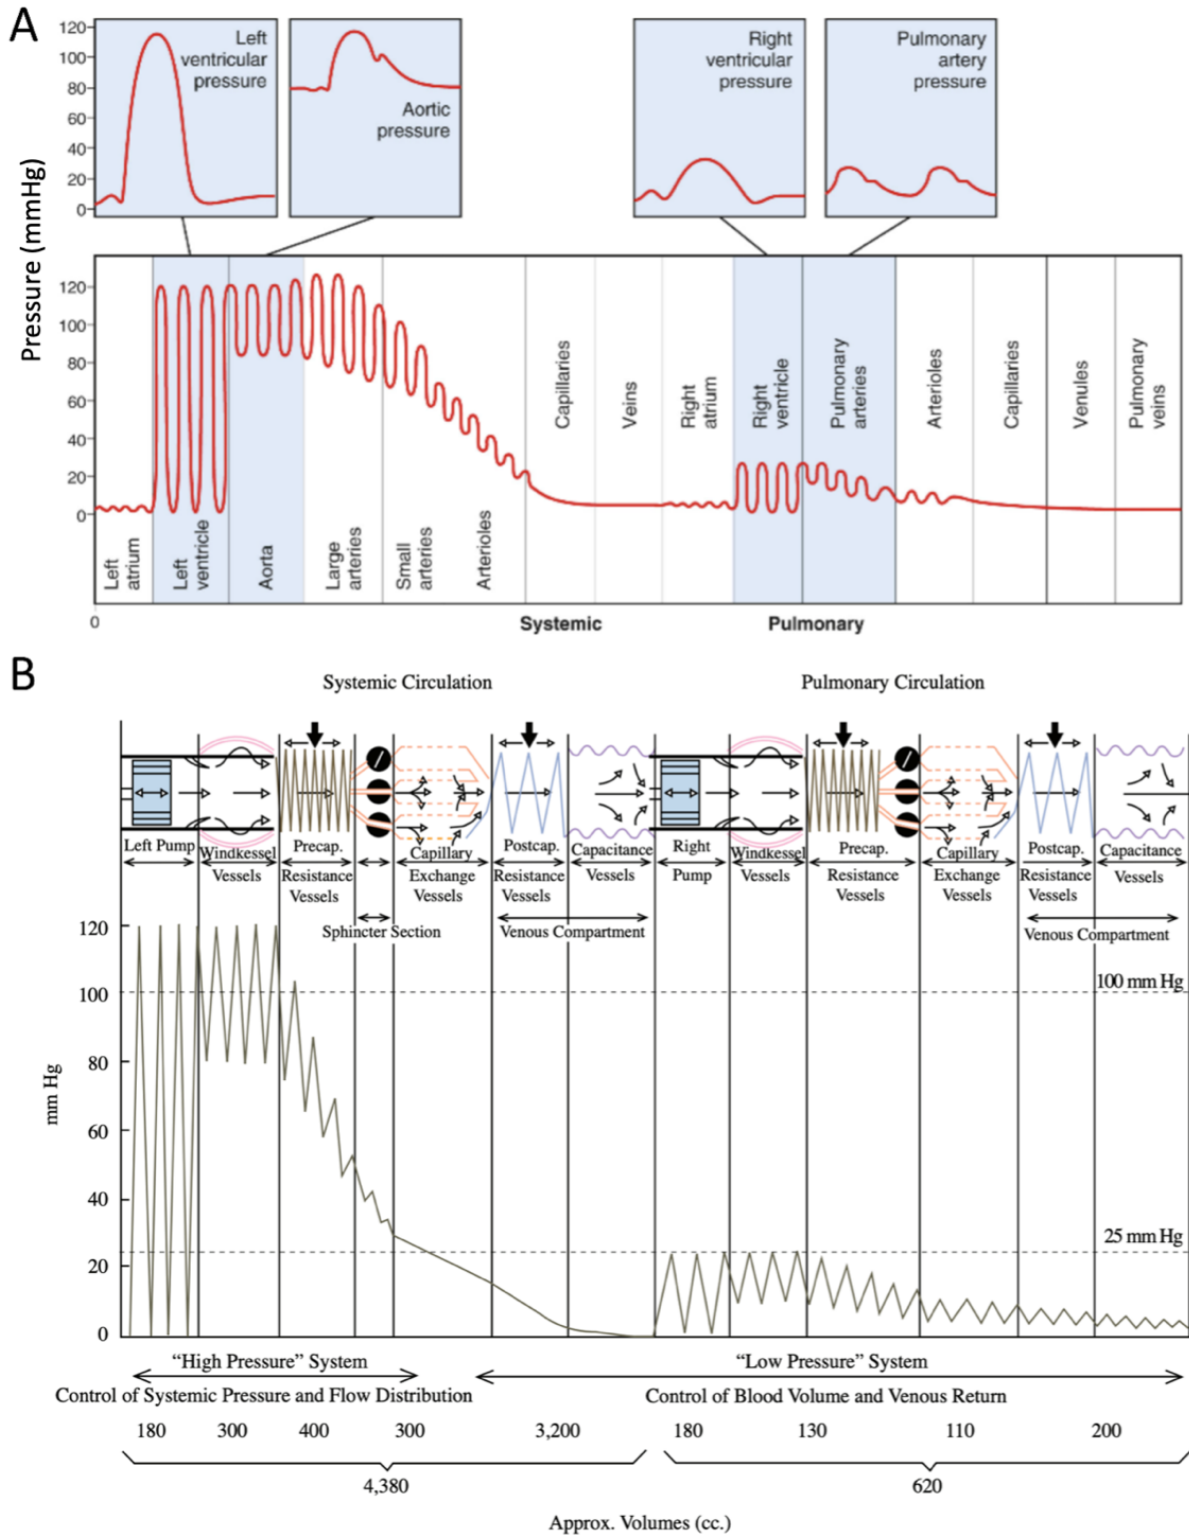 A
Pressure (mmHg)
120
100
80
60
40
20
0
Left
ventricular
pressure
Aortic
pressure
Right
ventricular
pressure
Pulmonary
artery
pressure
120
100
80
60
40
20
0
Left
atrium
Left
ventricle
Aorta
Large
arteries
Small
arteries
Arterioles
Capillaries
Veins
Right
atrium
Right
ventricle
Pulmonary
arteries
Arterioles
Capillaries
Venules
Pulmonary
veins
0
Systemic
Pulmonary
B
Systemic Circulation
Pulmonary Circulation
Left Pump
Windkessel
Vessels
Precap.
Resistance
Vessels
Sphincter Section
Capillary
Exchange
Vessels
Postcap.
Resistance
Vessels
Capacitance
Vessels
Venous Compartment
Right
Pump
Windkessel
Vessels
Precap.
Resistance
Vessels
Capillary
Exchange
Vessels
Postcap.
Resistance
Vessels
Capacitance
Vessels
Venous Compartment
mm Hg
120
100
80
60
40
20
0
100 mm Hg
25 mm Hg
“High Pressure” System
“Low Pressure” System
Control of Systemic Pressure and Flow Distribution
Control of Blood Volume and Venous Return
180 300 400 300 3,200 180 130 110 200
4,380 620
Approx. Volumes (cc.)